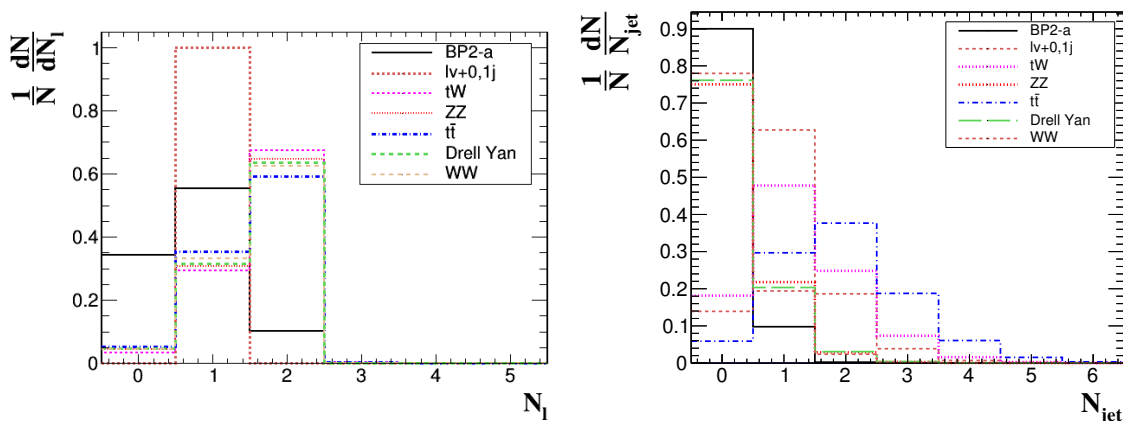 1 dN
N dN_l
1
0.8
0.6
0.4
0.2
0
0 1 2 3 4 5
N_l
BP2-a
lv+0,1j
tW
ZZ
tt̄
Drell Yan
WW
1 dN
N N_jet
0.9
0.8
0.7
0.6
0.5
0.4
0.3
0.2
0.1
0
0 1 2 3 4 5 6
N_jet
BP2-a
lv+0,1j
tW
ZZ
tt̄
Drell Yan
WW